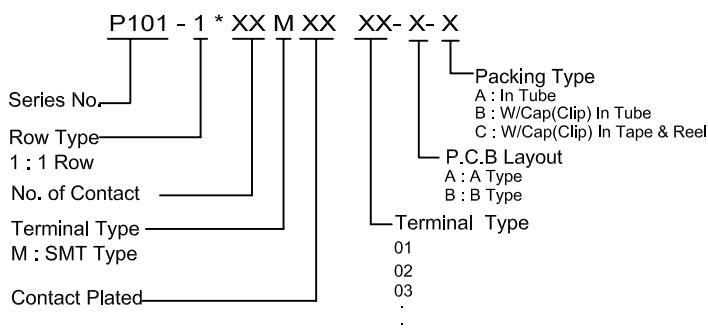 P101 - 1 * XX M XX XX- X- X
Series No.
Row Type
1 : 1 Row
No. of Contact
Terminal Type
M : SMT Type
Contact Plated
Packing Type
A : In Tube
B : W/Cap(Clip) In Tube
C : W/Cap(Clip) In Tape & Reel
P.C.B Layout
A : A Type
B : B Type
Terminal Type
01
02
03
.
.